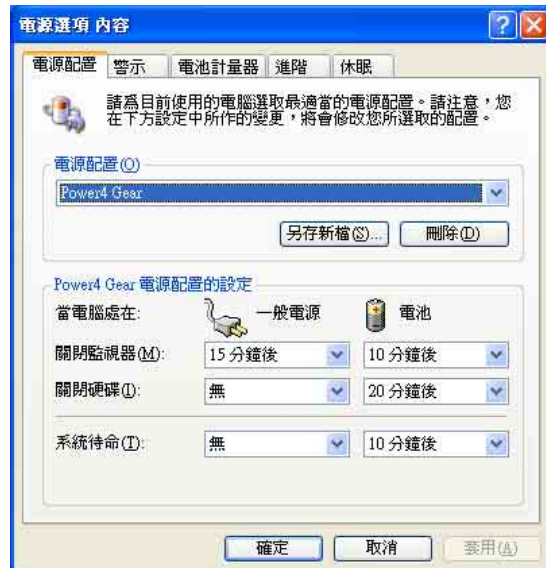 電源選項 內容
電源配置 警示 電池計量器 進階 休眠
請為目前使用的電腦選取最適當的電源配置。請注意，您
在下方設定中所作的變更，將會修改您所選取的配置。
電源配置(O)
Power4 Gear
另存新檔(S)... 刪除(D)
Power4 Gear 電源配置的設定
當電腦處在: 一般電源 電池
關閉監視器(M): 15 分鐘後 10 分鐘後
關閉硬碟(I): 無 20 分鐘後
系統待命(T): 無 10 分鐘後
確定 取消 套用(A)